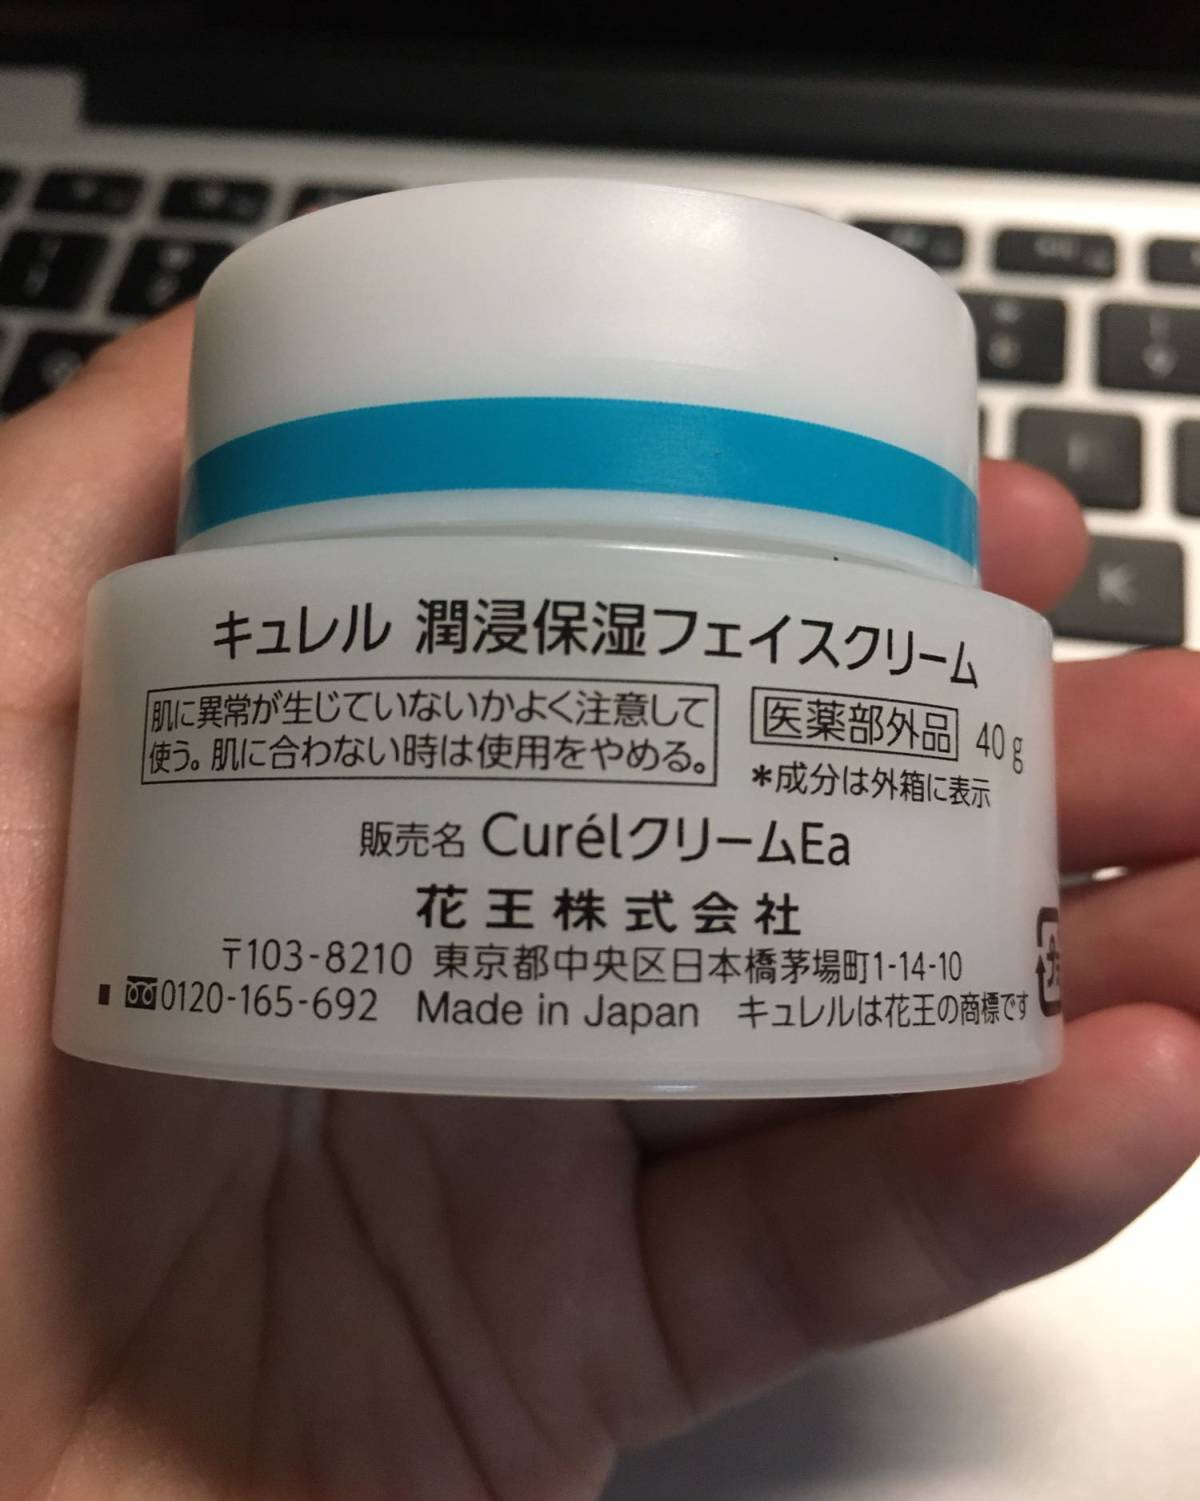 キュレル 潤浸保湿フェイスクリーム
肌に異常が生じていないかよく注意して
使う。肌に合わない時は使用をやめる。
医薬部外品 40g
*成分は外箱に表示
販売名 CurélクリームEa
花王株式会社
〒103-8210 東京都中央区日本橋茅場町1-14-10
0120-165-692 Made in Japan キュレルは花王の商標です
K